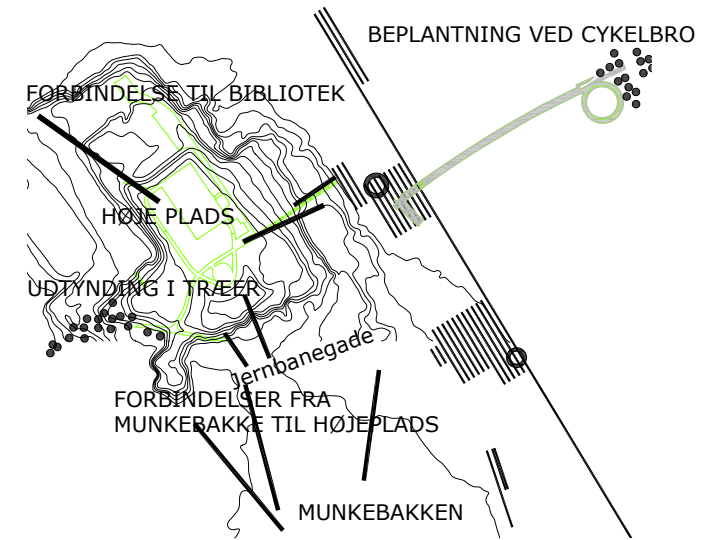 BEPLANTNING VED CYKELBRO
FORBINDELSE TIL BIBLIOTEK
HØJE PLADS
UDTYNDING I TRÆER
Jernbanegade
FORBINDELSER FRA
MUNKEBAKKE TIL HØJEPLADS
MUNKEBAKKEN